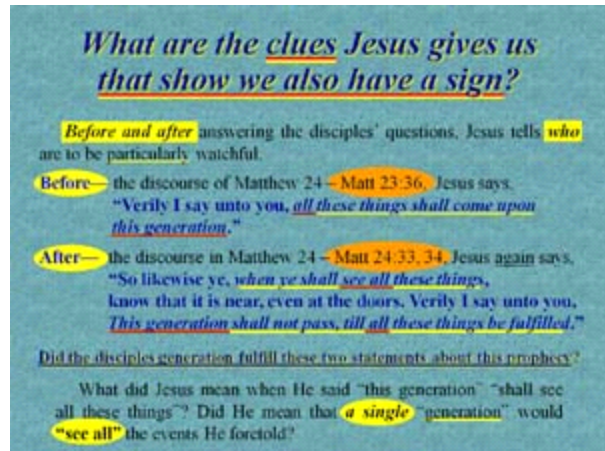 What are the clues Jesus gives us
that show we also have a sign?
Before and after answering the disciples' questions, Jesus tells who
are to be particularly watchful.
Before— the discourse of Matthew 24 – Matt 23:36, Jesus says,
"Verily I say unto you, all these things shall come upon
this generation."
After— the discourse in Matthew 24 – Matt 24:33, 34, Jesus again says,
"So likewise ye, when ye shall see all these things,
know that it is near, even at the doors. Verily I say unto you,
This generation shall not pass, till all these things be fulfilled."
Did the disciples generation fulfill these two statements about this prophecy?
What did Jesus mean when He said "this generation" "shall see
all these things"? Did He mean that a single "generation" would
"see all" the events He foretold?